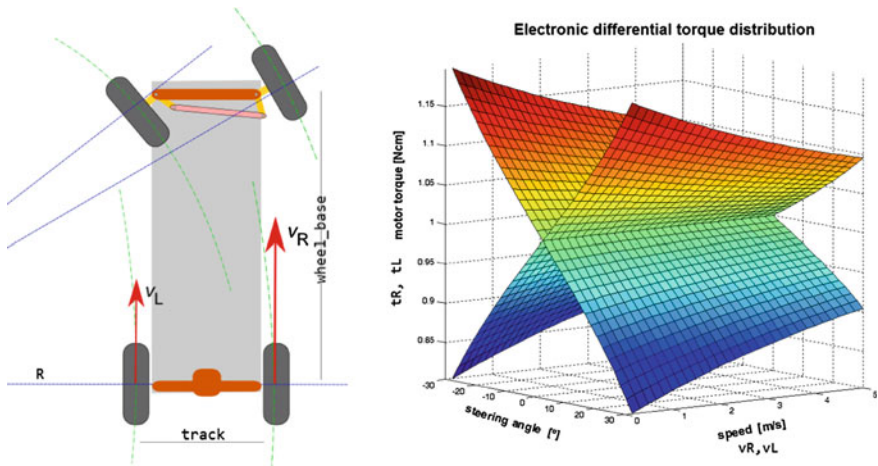 vL
vR
wheel_base
R
track
Electronic differential torque distribution
tR, tL motor torque [Ncm]
1.15
1.1
1.05
1
0.95
0.9
0.85
-30
-20
-10
0
10
20
30
steering angle [°]
0
1
2
3
4
5
speed [m/s]
vR,vL